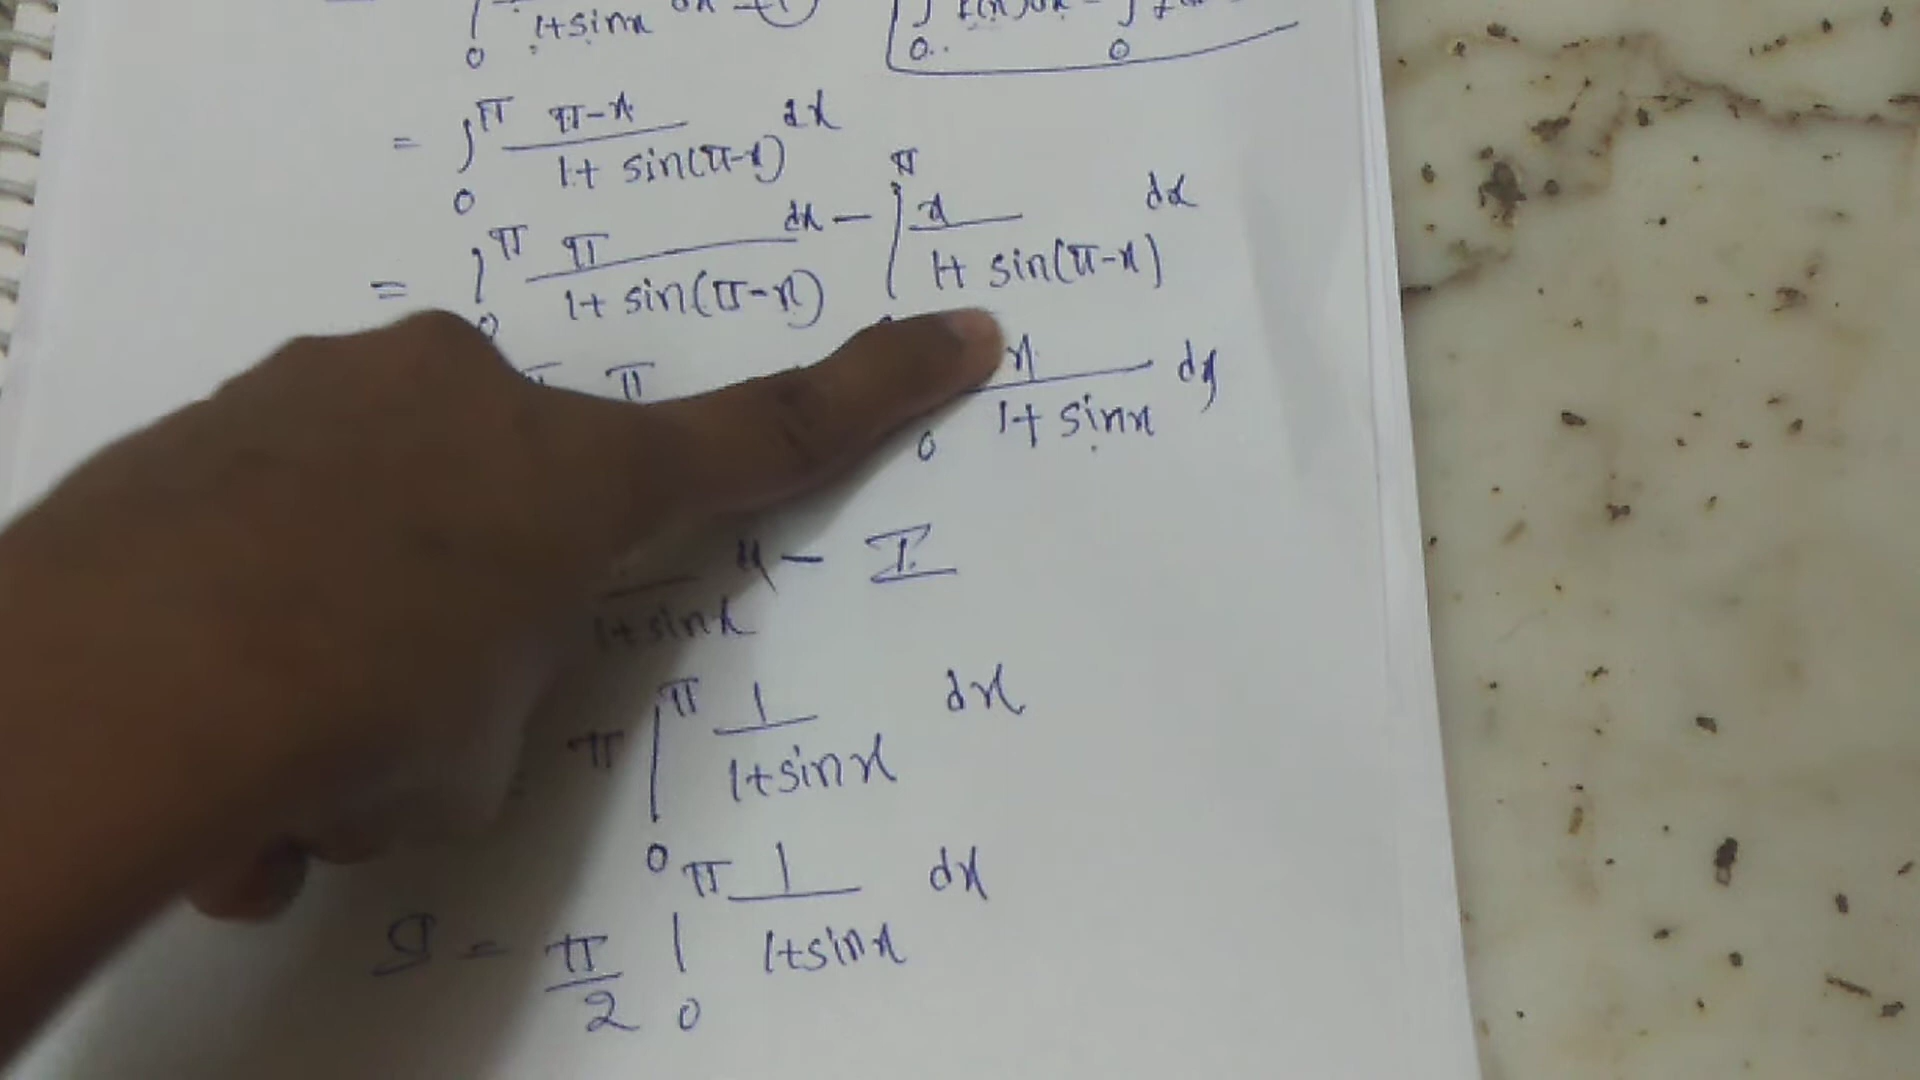 0 1+sinx dx
0 0
= ∫ π 0 π-x / 1+ sin(π-x) dx
= ∫ π 0 π / 1+ sin(π-x) dx - ∫ π x / 1+ sin(π-x) dx
π 0 x / 1+ sinx dx
1+sinx - I
π ∫ π 0 1 / 1+sinx dx
I = π/2 ∫ π 0 1 / 1+sinx dx